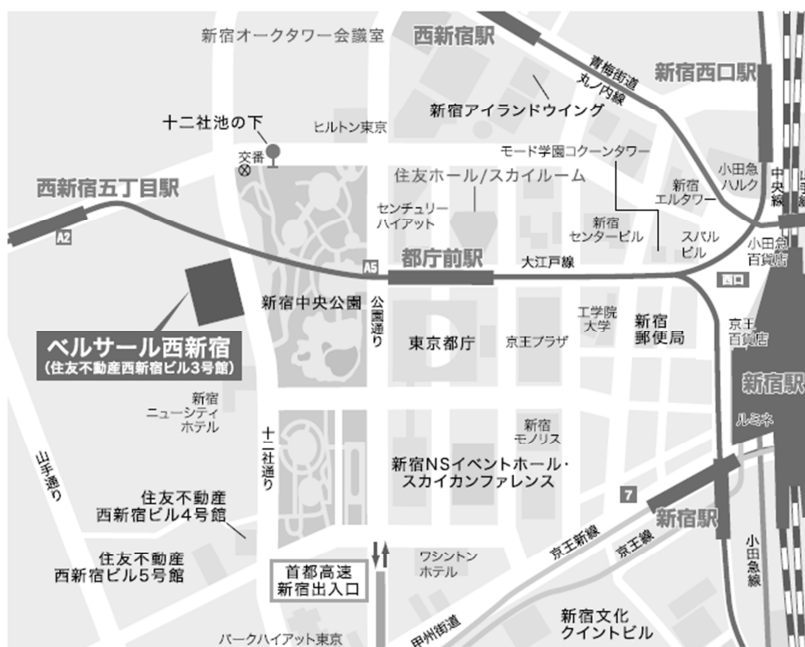 新宿オークタワー会議室
西新宿駅
青梅街道
丸ノ内線
新宿西口駅
新宿アイランドウイング
十二社池の下
ヒルトン東京
交番
モード学園コクーンタワー
小田急
ハルク
中央線
山手線
西新宿五丁目駅
A2
住友ホール/スカイルーム
センチュリー
ハイアット
新宿
エルタワー
新宿
センタービル
スバル
ビル
小田急
百貨店
A5
都庁前駅
大江戸線
西口
新宿中央公園
公園通り
東京都庁
京王プラザ
工学院
大学
新宿
郵便局
京王
百貨店
ベルサール西新宿
(住友不動産西新宿ビル3号館)
新宿駅
新宿
ニューシティ
ホテル
ルミネ
山手通り
十二社通り
新宿
モノリス
新宿NSイベントホール・
スカイカンファレンス
住友不動産
西新宿ビル4号館
7
新宿駅
住友不動産
西新宿ビル5号館
首都高速
新宿出入口
ワシントン
ホテル
京王新線
京王線
小田急線
パークハイアット東京
甲州街道
新宿文化
クイントビル